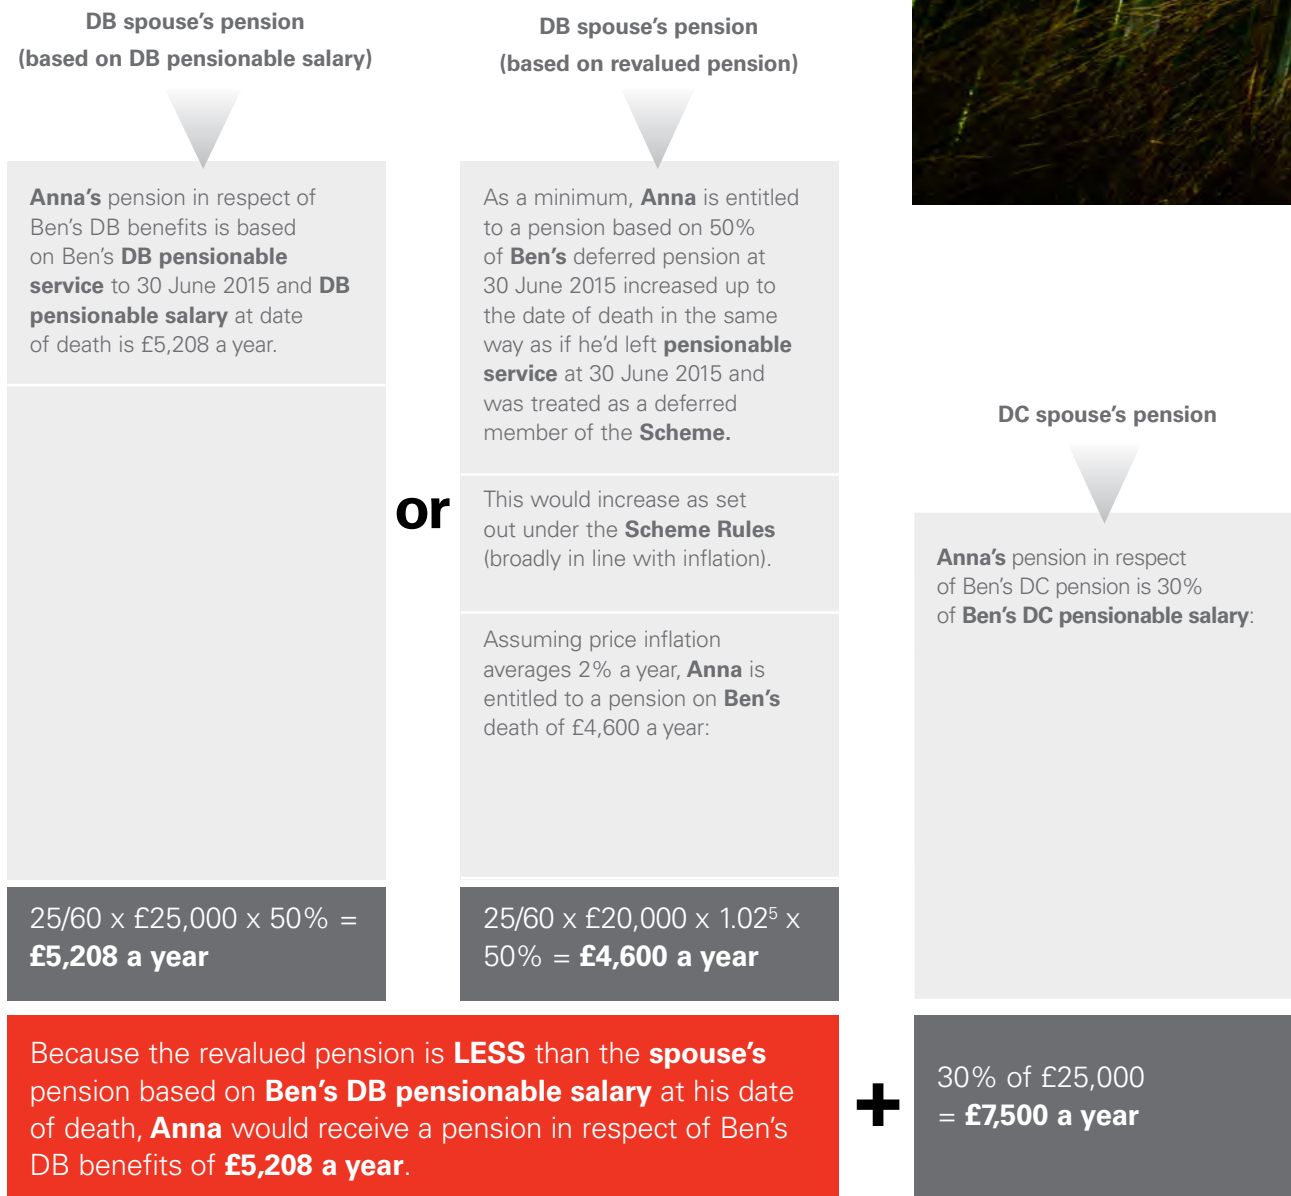 DB spouse’s pension
(based on DB pensionable salary)
Anna’s pension in respect of
Ben’s DB benefits is based
on Ben’s DB pensionable
service to 30 June 2015 and DB
pensionable salary at date
of death is £5,208 a year.
25/60 x £25,000 x 50% =
£5,208 a year
or
DB spouse’s pension
(based on revalued pension)
As a minimum, Anna is entitled
to a pension based on 50%
of Ben’s deferred pension at
30 June 2015 increased up to
the date of death in the same
way as if he’d left pensionable
service at 30 June 2015 and
was treated as a deferred
member of the Scheme.
This would increase as set
out under the Scheme Rules
(broadly in line with inflation).
Assuming price inflation
averages 2% a year, Anna is
entitled to a pension on Ben’s
death of £4,600 a year:
25/60 x £20,000 x 1.02⁵ x
50% = £4,600 a year
Because the revalued pension is LESS than the spouse’s
pension based on Ben’s DB pensionable salary at his date
of death, Anna would receive a pension in respect of Ben’s
DB benefits of £5,208 a year.
+
DC spouse’s pension
Anna’s pension in respect
of Ben’s DC pension is 30%
of Ben’s DC pensionable salary:
30% of £25,000
= £7,500 a year